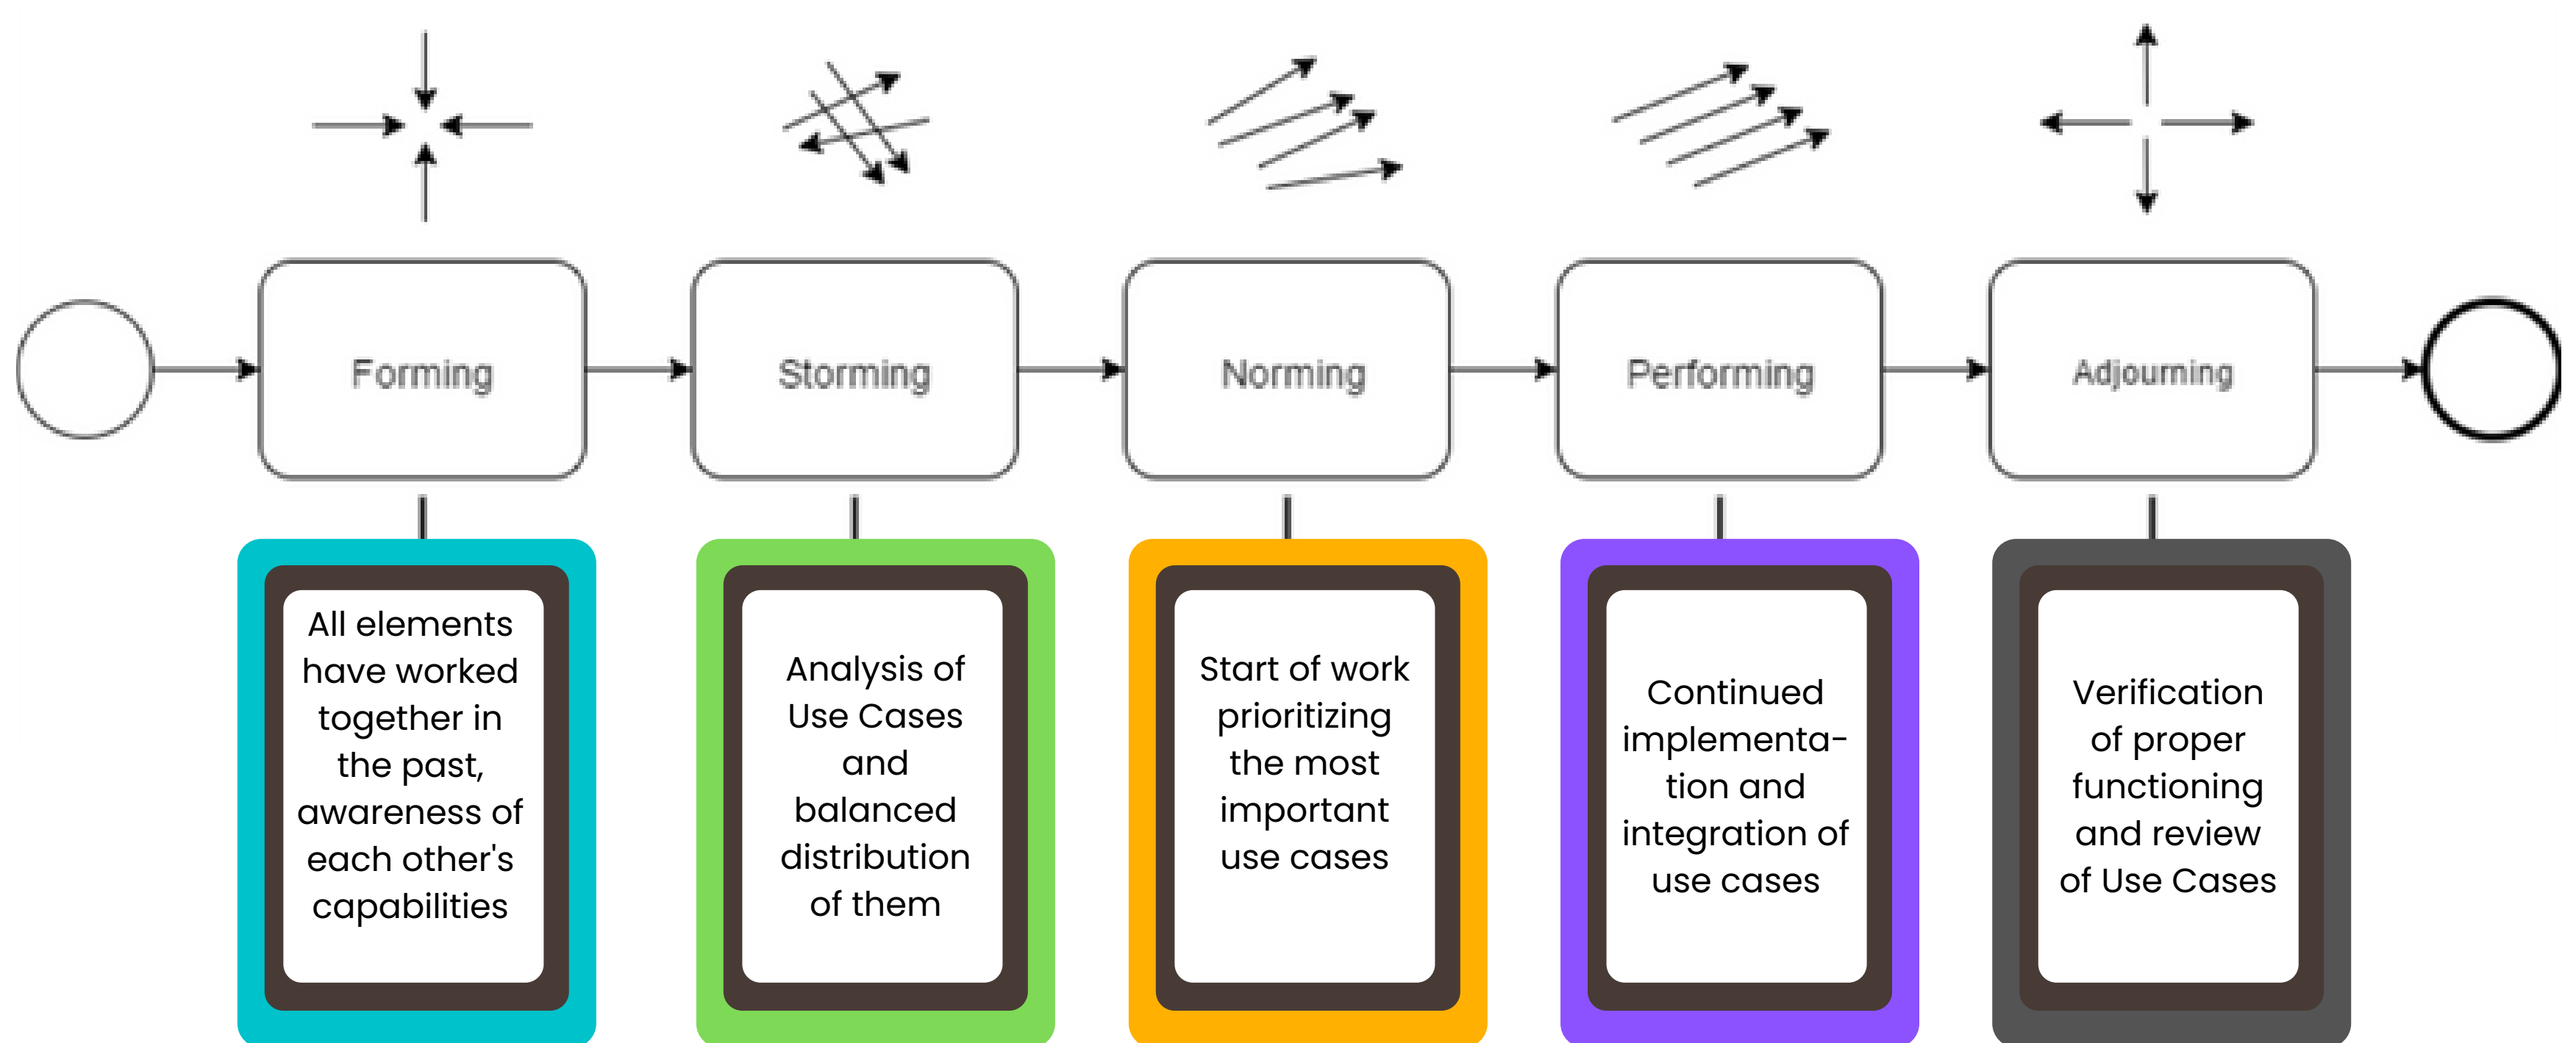 Forming
Storming
Norming
Performing
Adjourning
All elements
have worked
together in
the past,
awareness of
each other's
capabilities
Analysis of
Use Cases
and
balanced
distribution
of them
Start of work
prioritizing
the most
important
use cases
Continued
implementa-
tion and
integration of
use cases
Verification
of proper
functioning
and review
of Use Cases